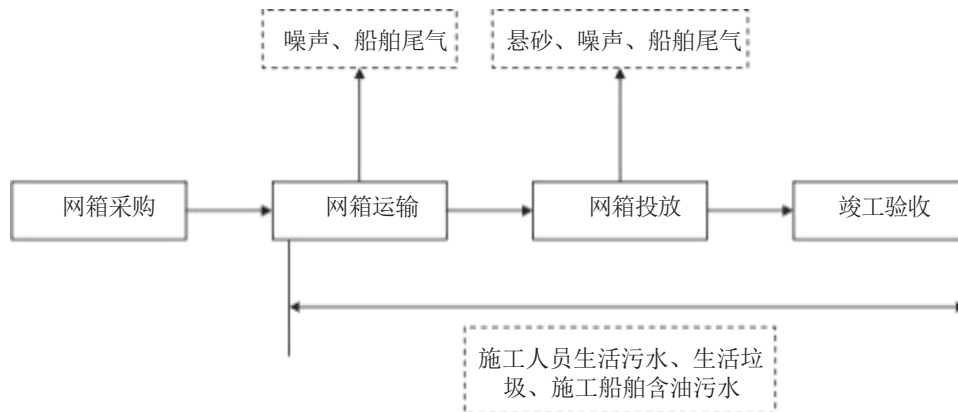 噪声、船舶尾气
悬砂、噪声、船舶尾气
网箱采购
网箱运输
网箱投放
竣工验收
施工人员生活污水、生活垃
圾、施工船舶含油污水